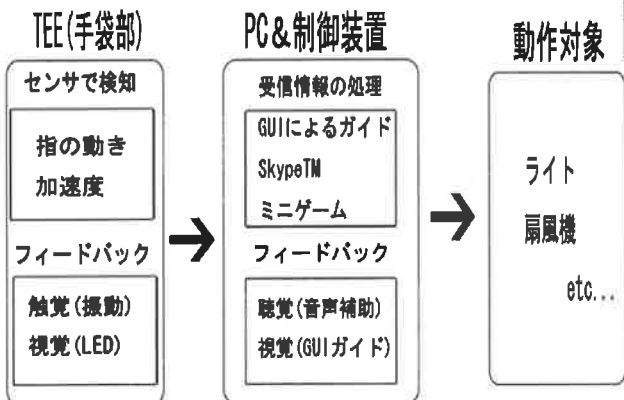 TEE(手袋部)
センサで検知
指の動き
加速度
フィードバック
触覚(振動)
視覚(LED)
PC&制御装置
受信情報の処理
GUIによるガイド
SkypeTM
ミニゲーム
フィードバック
聴覚(音声補助)
視覚(GUIガイド)
動作対象
ライト
扇風機
etc...